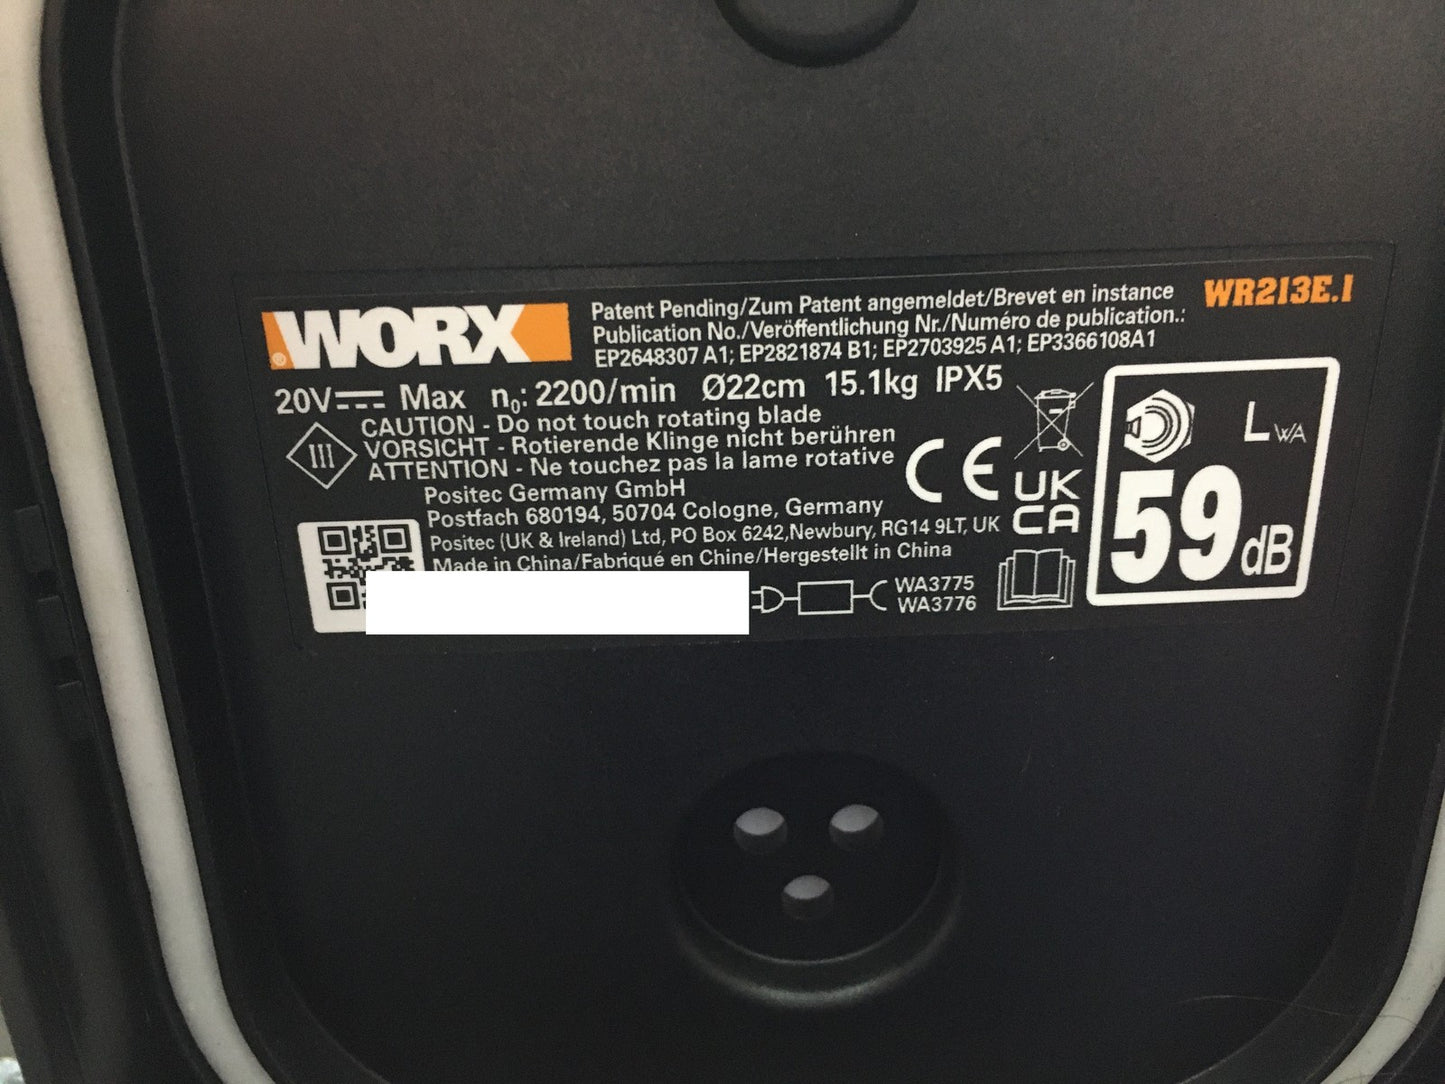 WORX
®
Patent Pending/Zum Patent angemeldet/Brevet en instance
Publication No./Veröffentlichung Nr./Numéro de publication.:
EP2648307 A1; EP2821874 B1; EP2703925 A1; EP3366108A1
WR213E.1
20V Max n0: 2200/min Ø22cm 15.1kg IPX5
III
CAUTION - Do not touch rotating blade
VORSICHT - Rotierende Klinge nicht berühren
ATTENTION - Ne touchez pas la lame rotative
Positec Germany GmbH
Postfach 680194, 50704 Cologne, Germany
Positec (UK & Ireland) Ltd, PO Box 6242,Newbury, RG14 9LT, UK
Made in China/Fabriqué en Chine/Hergestellt in China
CE
UK
CA
WA3775
WA3776
LWA
59dB